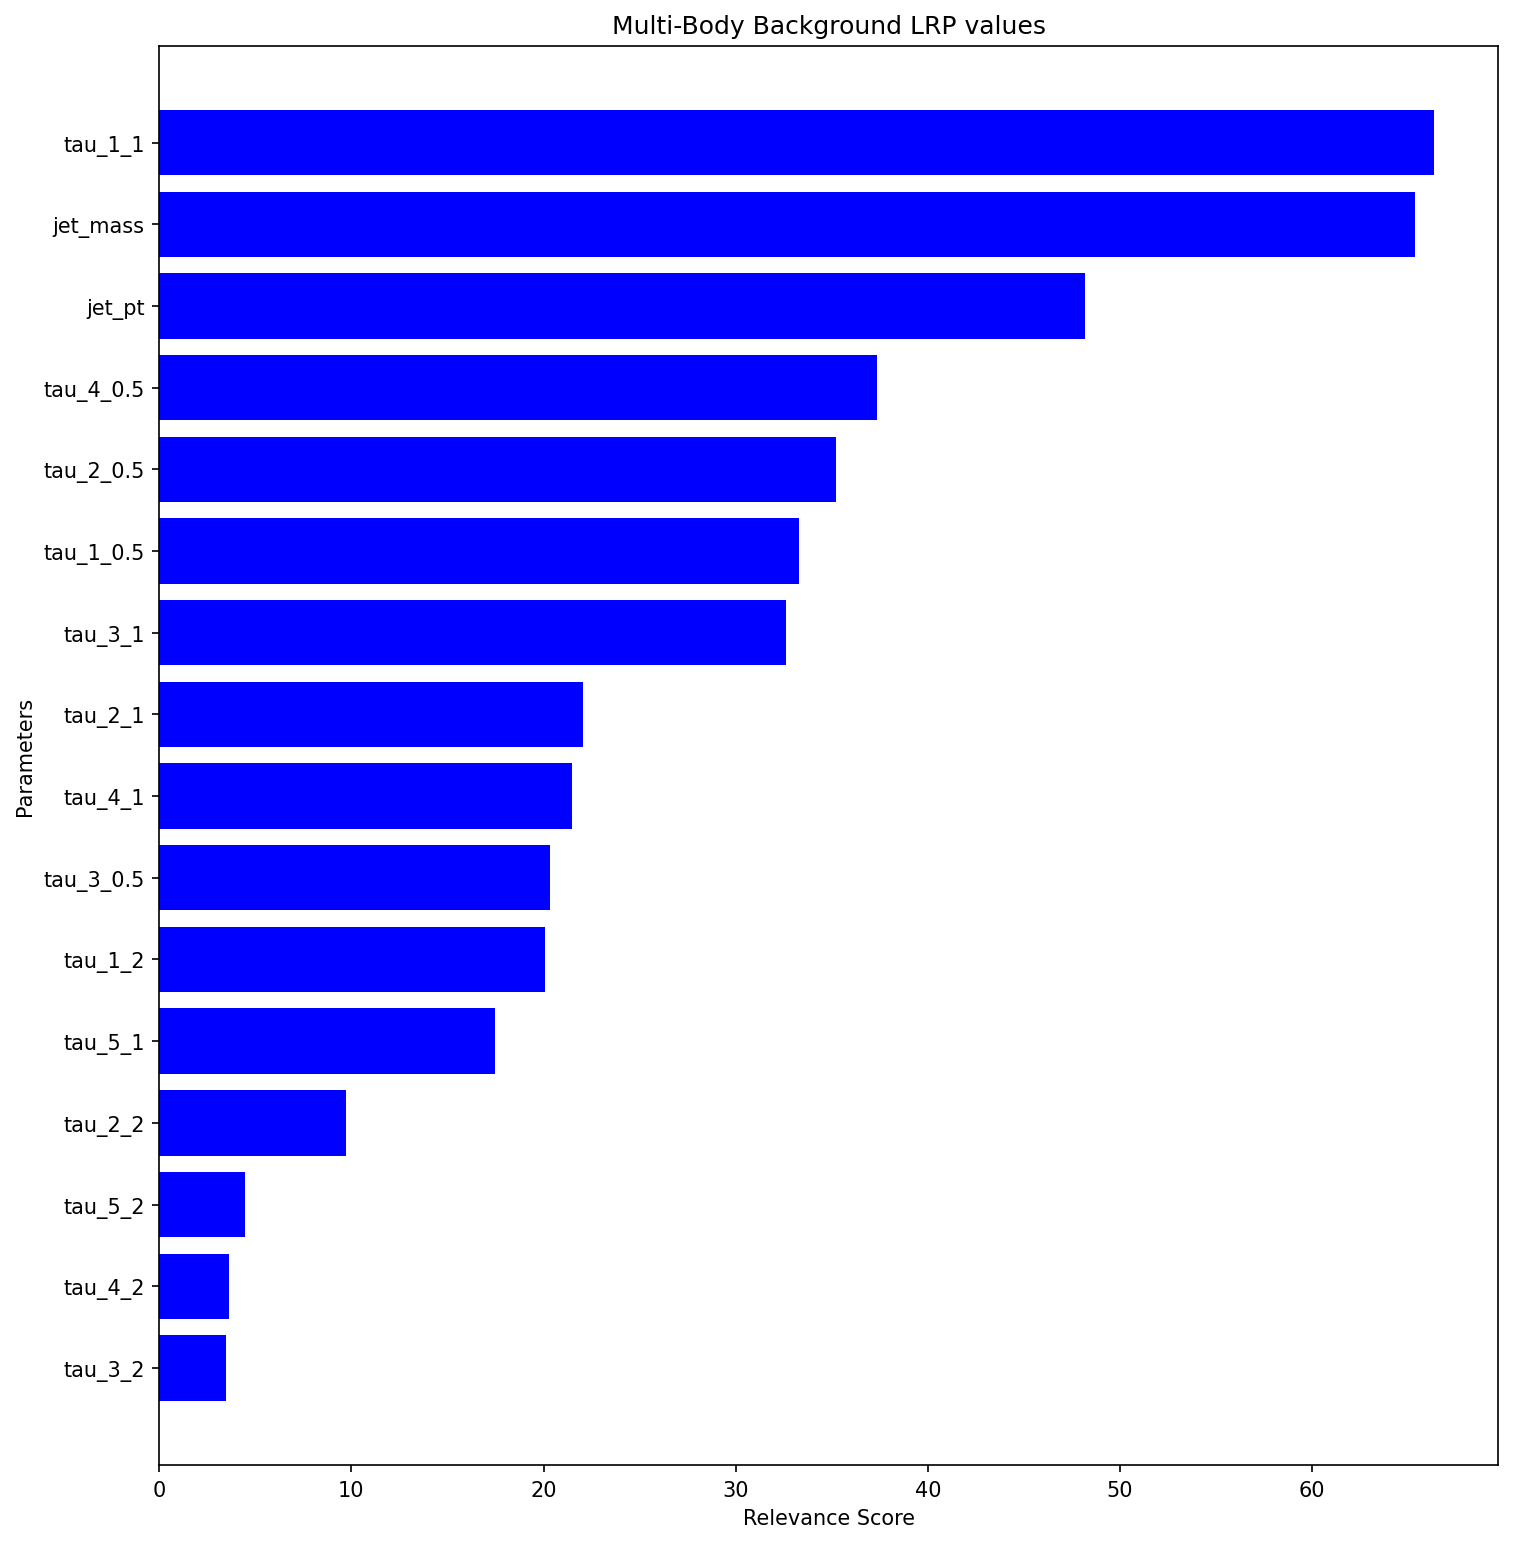 Multi-Body Background LRP values
tau_1_1
jet_mass
jet_pt
tau_4_0.5
tau_2_0.5
tau_1_0.5
tau_3_1
tau_2_1
tau_4_1
tau_3_0.5
tau_1_2
tau_5_1
tau_2_2
tau_5_2
tau_4_2
tau_3_2
Parameters
0 10 20 30 40 50 60
Relevance Score